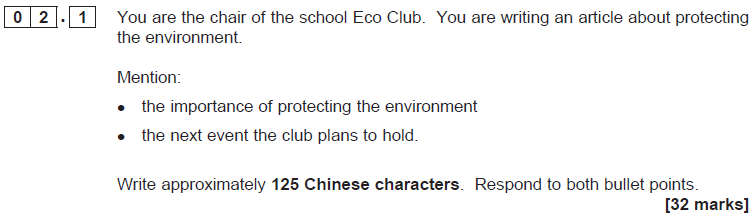 0 2 . 1 You are the chair of the school Eco Club. You are writing an article about protecting
the environment.
Mention:
• the importance of protecting the environment
• the next event the club plans to hold.
Write approximately 125 Chinese characters. Respond to both bullet points.
[32 marks]